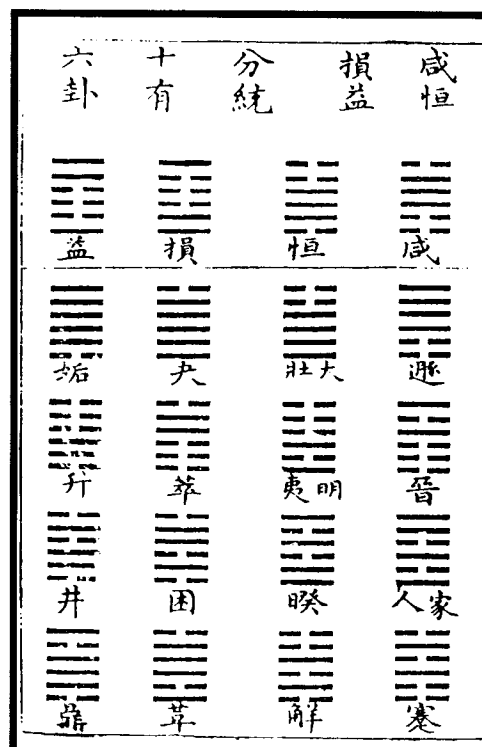 咸恒
損益
分統
十有
六卦
咸 恒 損 益
遯 大壯 夬 姤
晉 明夷 萃 升
家人 暌 困 井
蹇 解 革 鼎